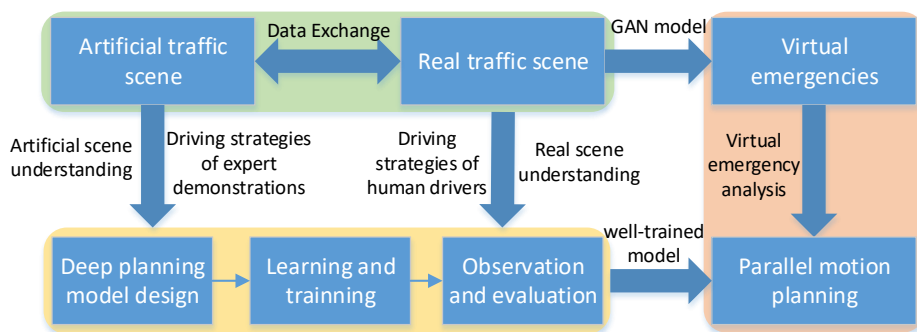 Artificial traffic
scene
Data Exchange
Real traffic scene
GAN model
Virtual
emergencies
Artificial scene
understanding
Driving strategies
of expert
demonstrations
Driving
strategies of
human drivers
Real scene
understanding
Virtual
emergency
analysis
Deep planning
model design
Learning and
trainning
Observation
and evaluation
well-trained
model
Parallel motion
planning